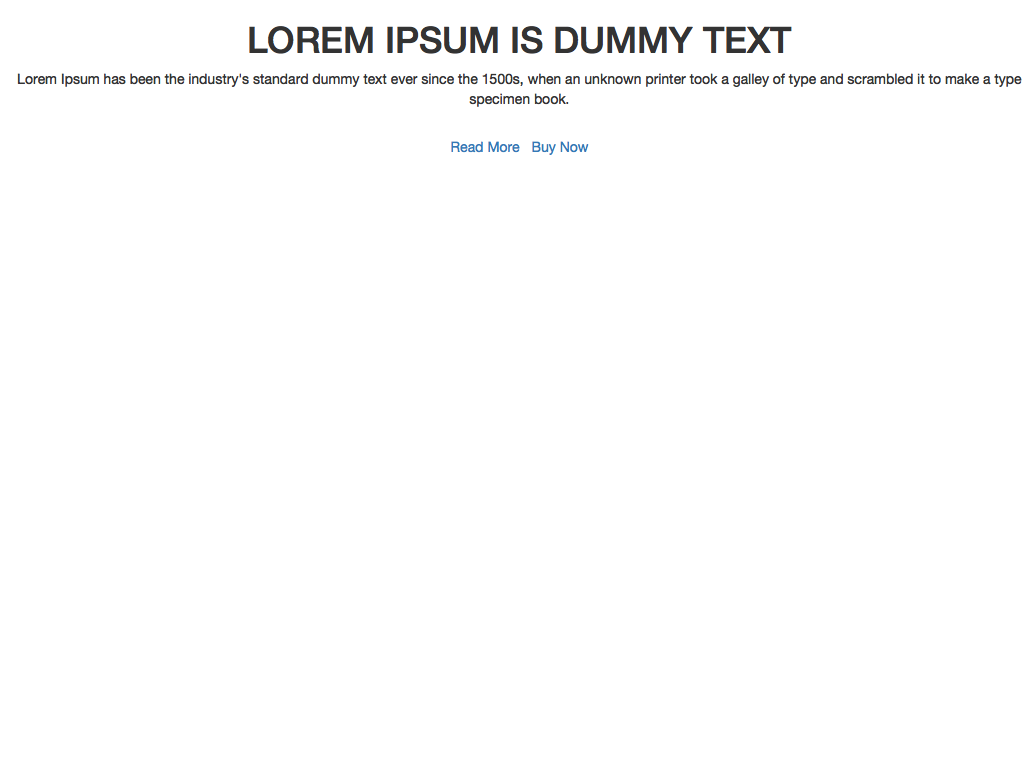 LOREM IPSUM IS DUMMY TEXT
Lorem Ipsum has been the industry's standard dummy text ever since the 1500s, when an unknown printer took a galley of type and scrambled it to make a type
specimen book.
Read More Buy Now